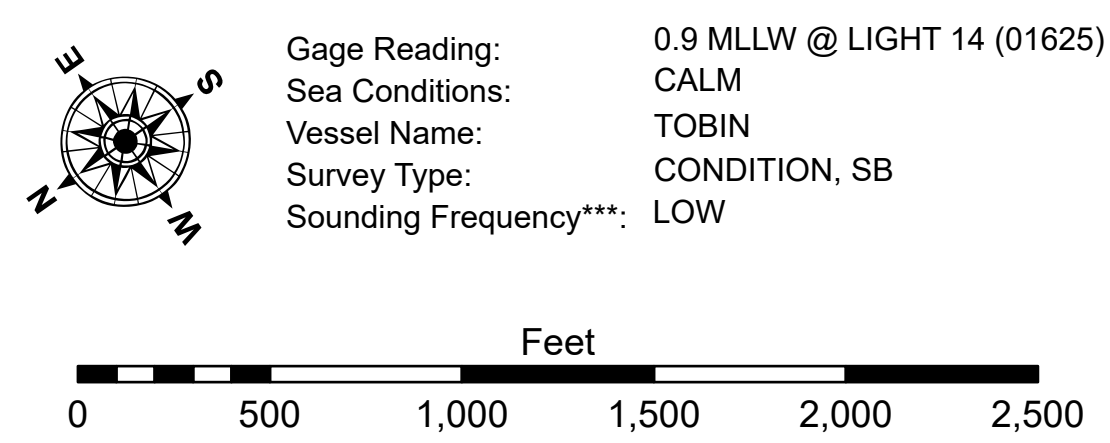 E
S
N
W
Gage Reading: 0.9 MLLW @ LIGHT 14 (01625)
Sea Conditions: CALM
Vessel Name: TOBIN
Survey Type: CONDITION, SB
Sounding Frequency***: LOW
Feet
0 500 1,000 1,500 2,000 2,500